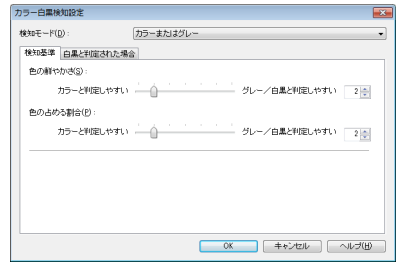 カラー白黒検知設定
検知モード(D)： カラーまたはグレー
検知基準 白黒と判定された場合
色の鮮やかさ(S)：
カラーと判定しやすい グレー／白黒と判定しやすい 2
色の占める割合(P)：
カラーと判定しやすい グレー／白黒と判定しやすい 2
OK キャンセル ヘルプ(H)